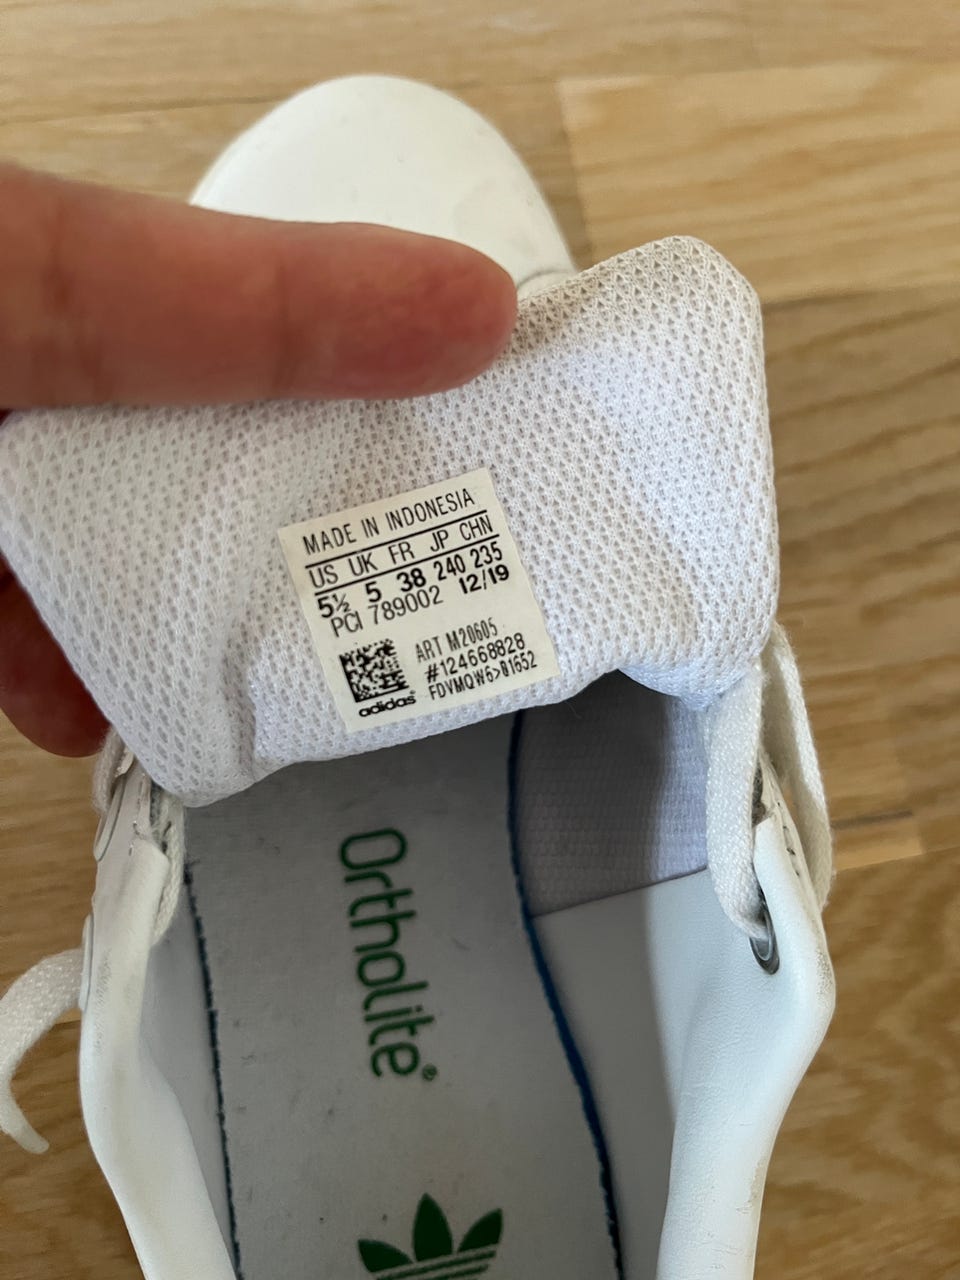 MADE IN INDONESIA
US UK FR JP CHN
5½ 5 38 240 235
PCI 789002 12/19
ART M20605
#124668828
FDVMQW6>01652
adidas®
Ortholite®